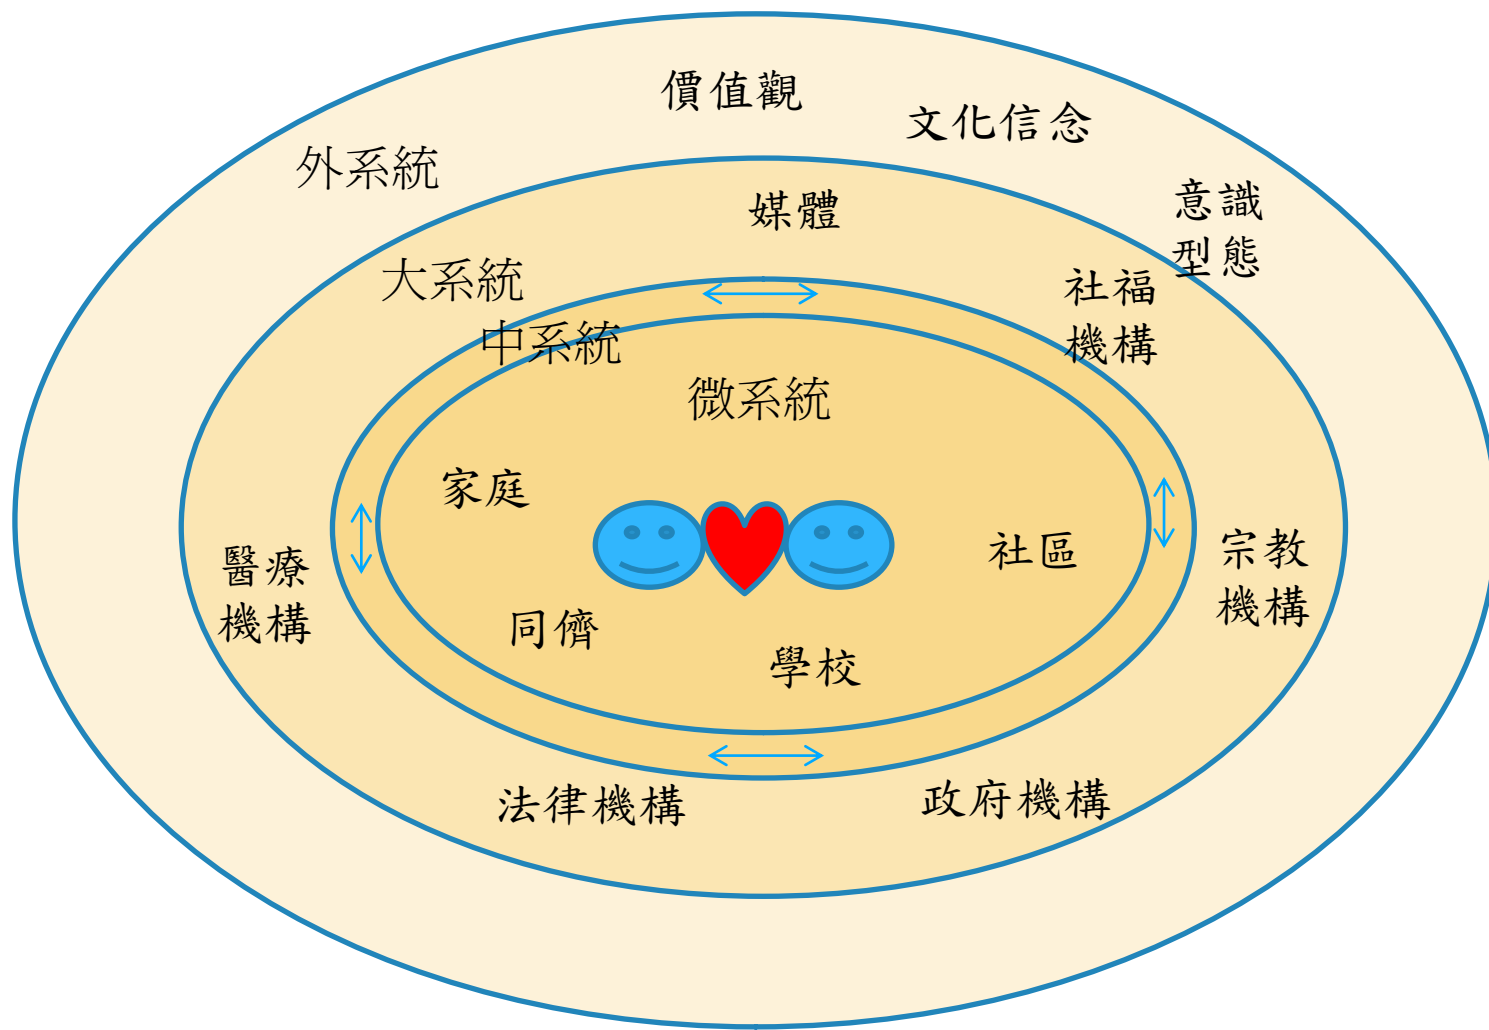 價值觀
文化信念
外系統
意識
型態
媒體
大系統
社福
機構
中系統
微系統
家庭
社區
宗教
機構
醫療
機構
同儕
學校
法律機構
政府機構